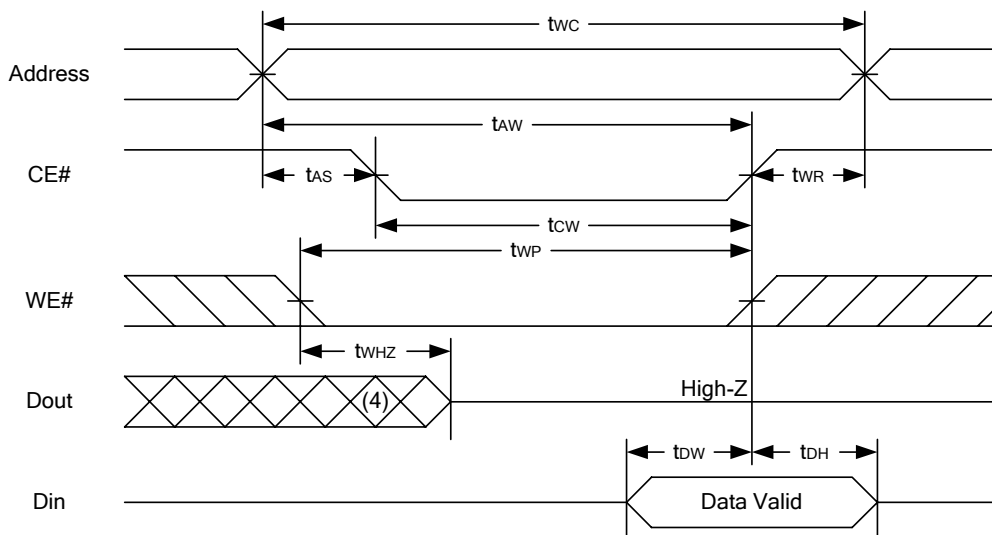 tWC
Address
tAW
CE#
tAS
tWR
tCW
tWP
WE#
tWHZ
Dout
(4)
High-Z
tDW
tDH
Din
Data Valid